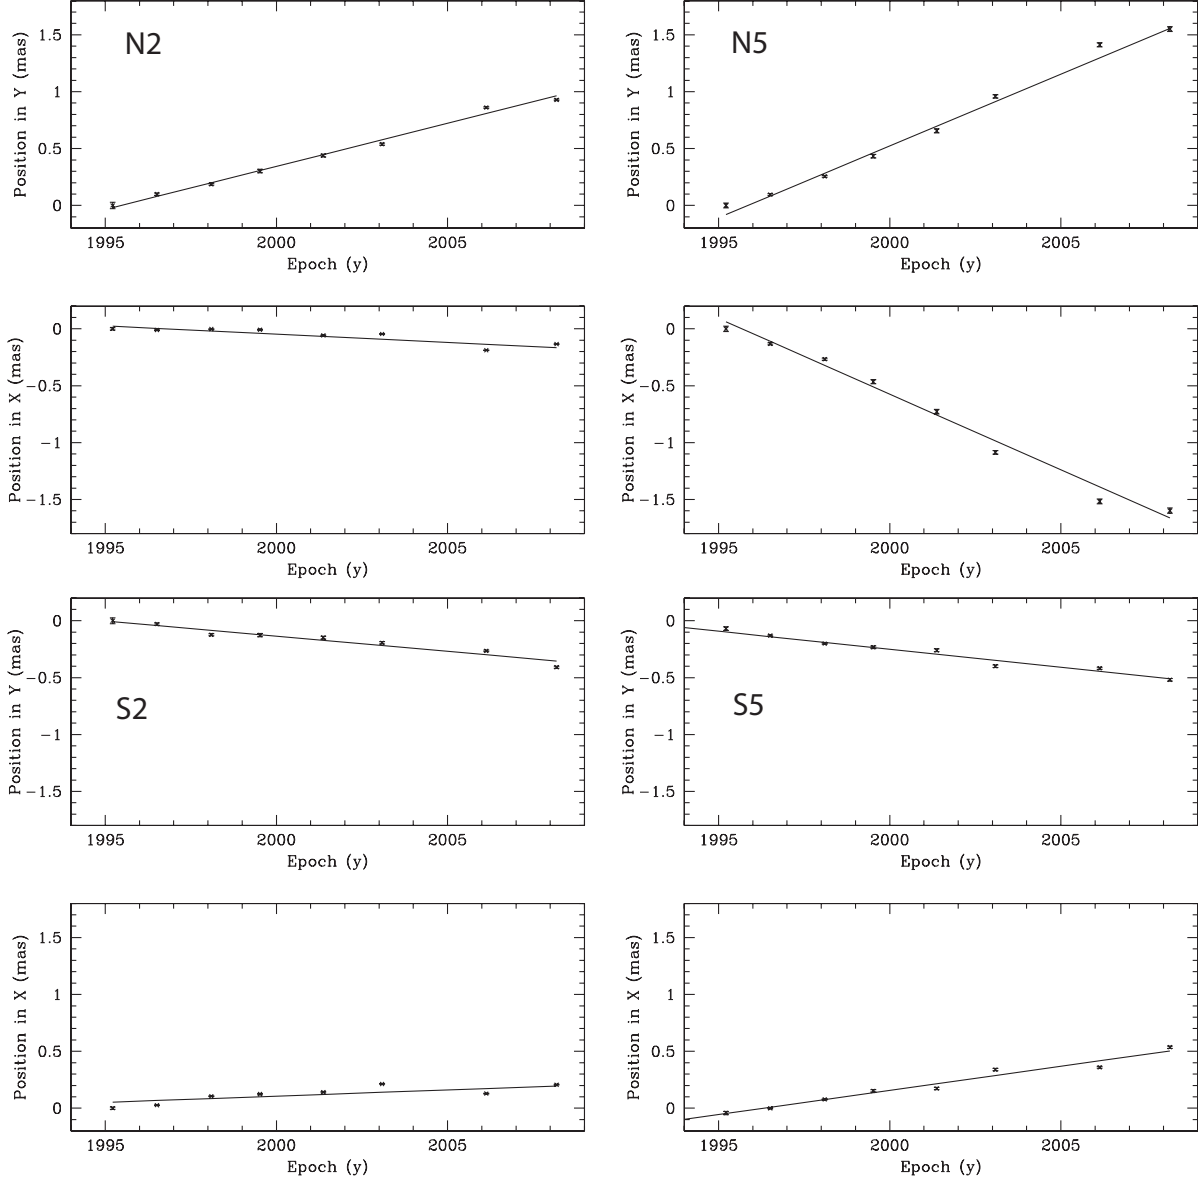 N2
Position in Y (mas)
1.5
1
0.5
0
1995 2000 2005
Epoch (y)
N5
Position in Y (mas)
1.5
1
0.5
0
1995 2000 2005
Epoch (y)
Position in X (mas)
0
−0.5
−1
−1.5
1995 2000 2005
Epoch (y)
Position in X (mas)
0
−0.5
−1
−1.5
1995 2000 2005
Epoch (y)
S2
Position in Y (mas)
0
−0.5
−1
−1.5
1995 2000 2005
Epoch (y)
S5
Position in Y (mas)
0
−0.5
−1
−1.5
1995 2000 2005
Epoch (y)
Position in X (mas)
1.5
1
0.5
0
1995 2000 2005
Epoch (y)
Position in X (mas)
1.5
1
0.5
0
1995 2000 2005
Epoch (y)